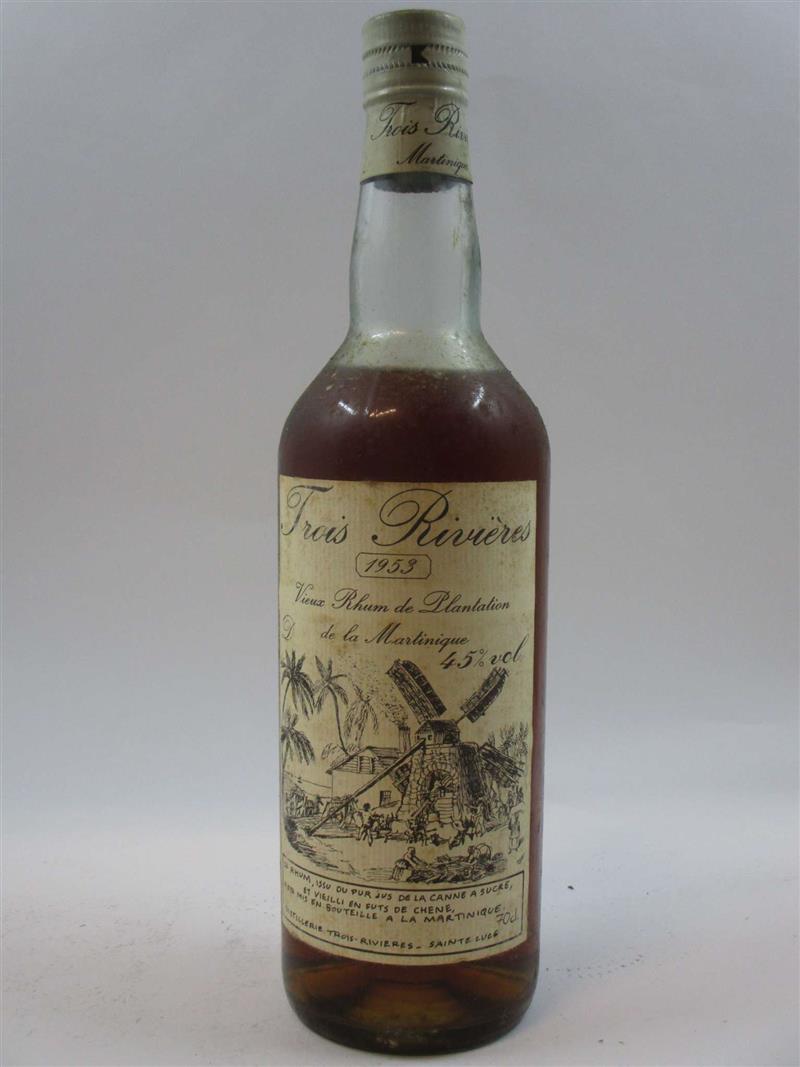 Trois
Martinique
Trois Rivières
1953
Vieux Rhum de Plantation
D de la Martinique
45% vol
RHUM, ISSU DU PUR JUS DE LA CANNE A SUCRE,
ET VIEILLI EN FUTS DE CHENE,
MIS EN BOUTEILLE A LA MARTINIQUE. 70cl.
DISTILLERIE TROIS-RIVIERES - SAINTE LUCE